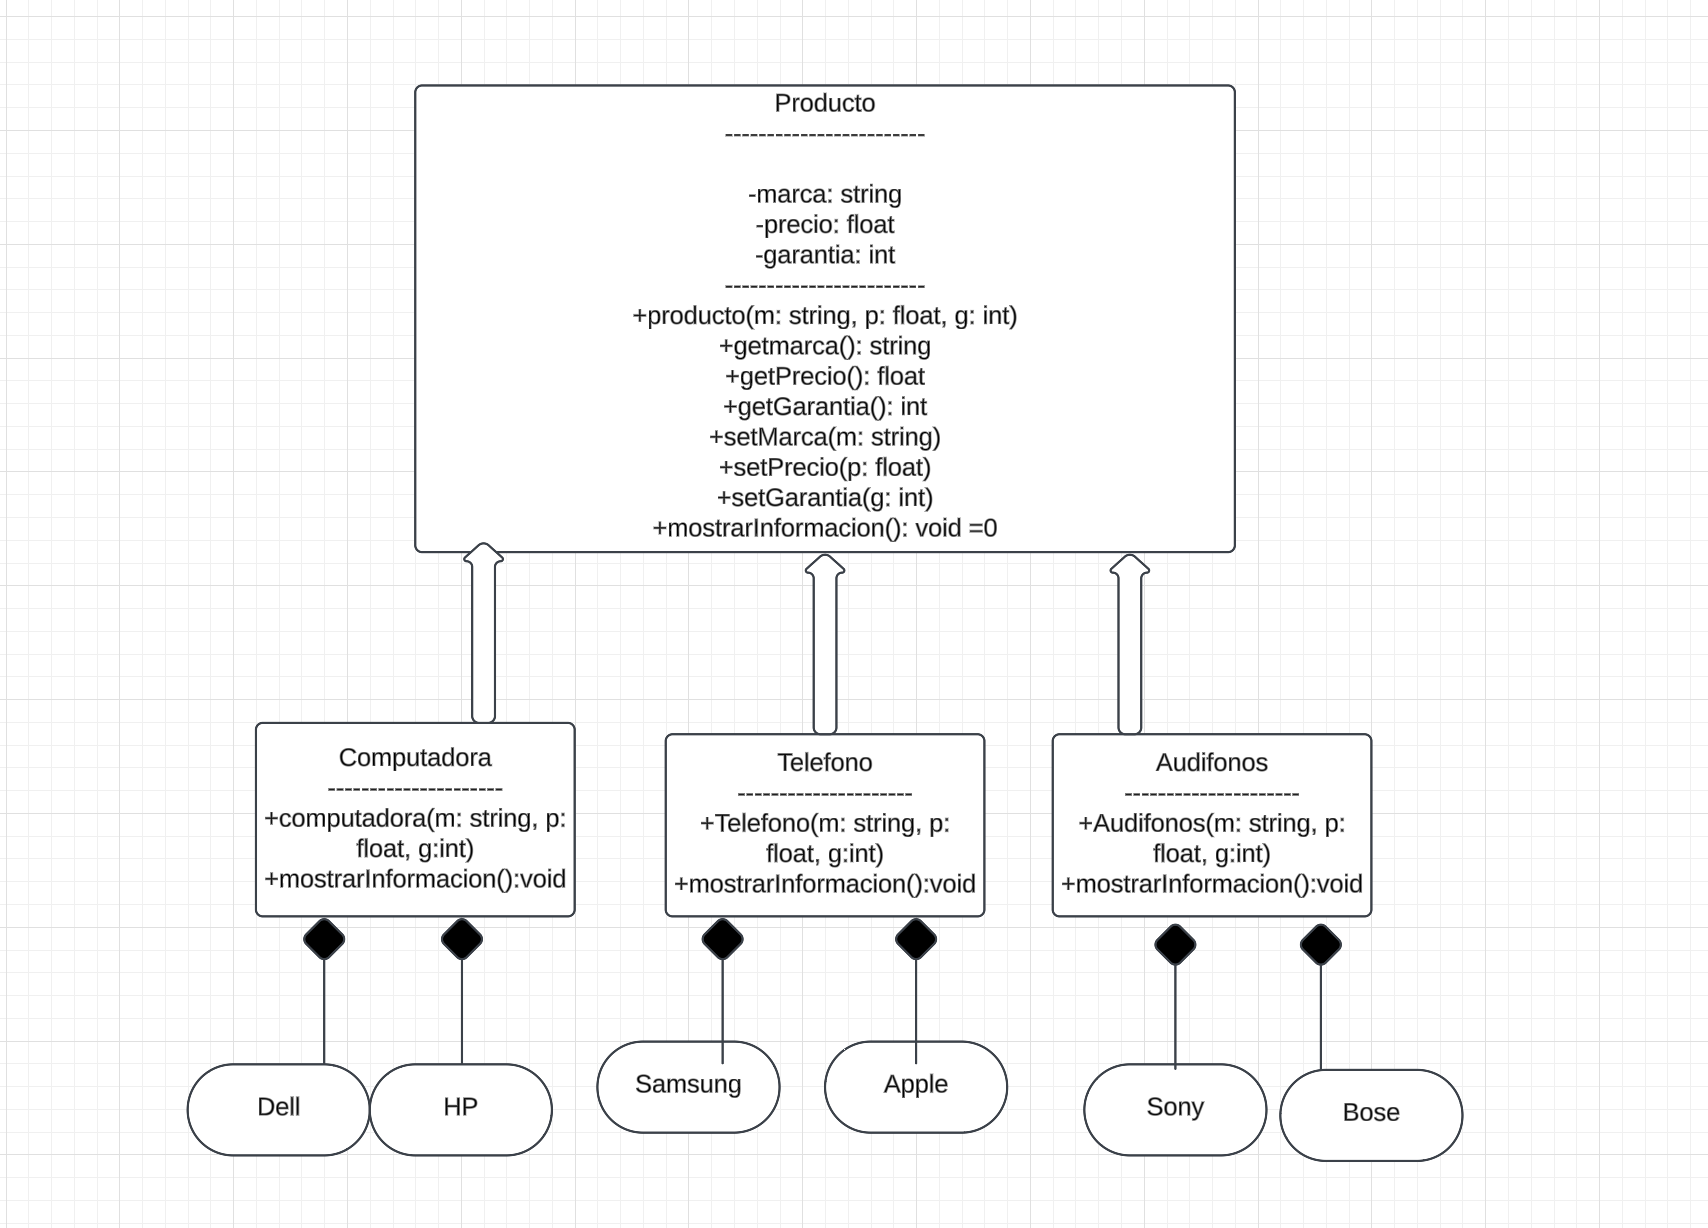 Producto
------------------------
-marca: string
-precio: float
-garantia: int
------------------------
+producto(m: string, p: float, g: int)
+getmarca(): string
+getPrecio(): float
+getGarantia(): int
+setMarca(m: string)
+setPrecio(p: float)
+setGarantia(g: int)
+mostrarInformacion(): void =0
Computadora
---------------------
+computadora(m: string, p:
float, g:int)
+mostrarInformacion():void
Telefono
---------------------
+Telefono(m: string, p:
float, g:int)
+mostrarInformacion():void
Audifonos
---------------------
+Audifonos(m: string, p:
float, g:int)
+mostrarInformacion():void
Dell
HP
Samsung
Apple
Sony
Bose